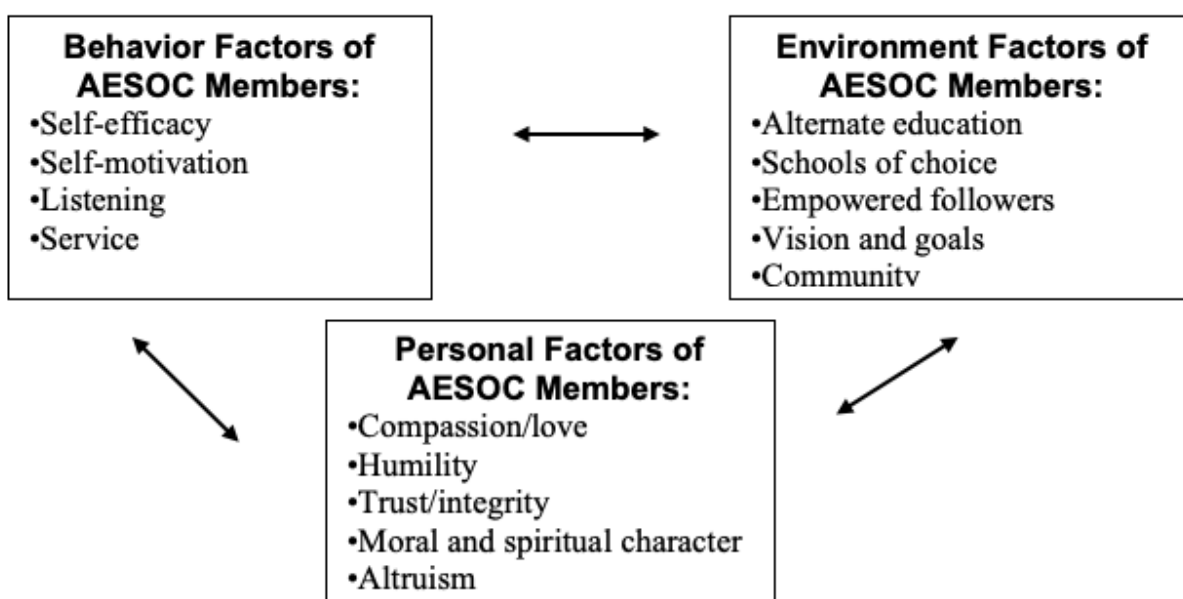 Behavior Factors of
AESOC Members:
•Self-efficacy
•Self-motivation
•Listening
•Service
Environment Factors of
AESOC Members:
•Alternate education
•Schools of choice
•Empowered followers
•Vision and goals
•Community
Personal Factors of
AESOC Members:
•Compassion/love
•Humility
•Trust/integrity
•Moral and spiritual character
•Altruism